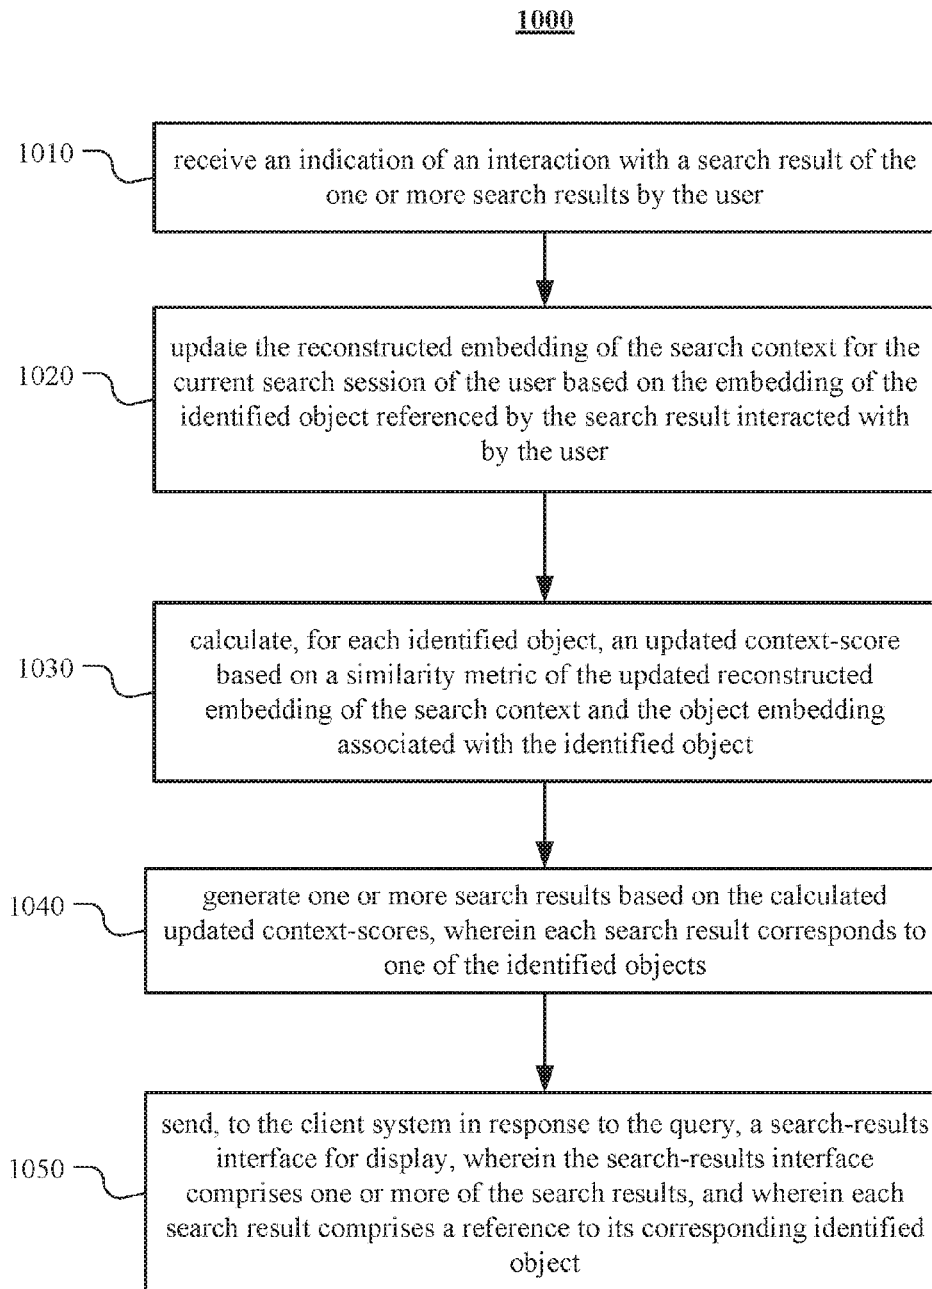 1000
1010
receive an indication of an interaction with a search result of the
one or more search results by the user
1020
update the reconstructed embedding of the search context for the
current search session of the user based on the embedding of the
identified object referenced by the search result interacted with
by the user
1030
calculate, for each identified object, an updated context-score
based on a similarity metric of the updated reconstructed
embedding of the search context and the object embedding
associated with the identified object
1040
generate one or more search results based on the calculated
updated context-scores, wherein each search result corresponds to
one of the identified objects
1050
send, to the client system in response to the query, a search-results
interface for display, wherein the search-results interface
comprises one or more of the search results, and wherein each
search result comprises a reference to its corresponding identified
object